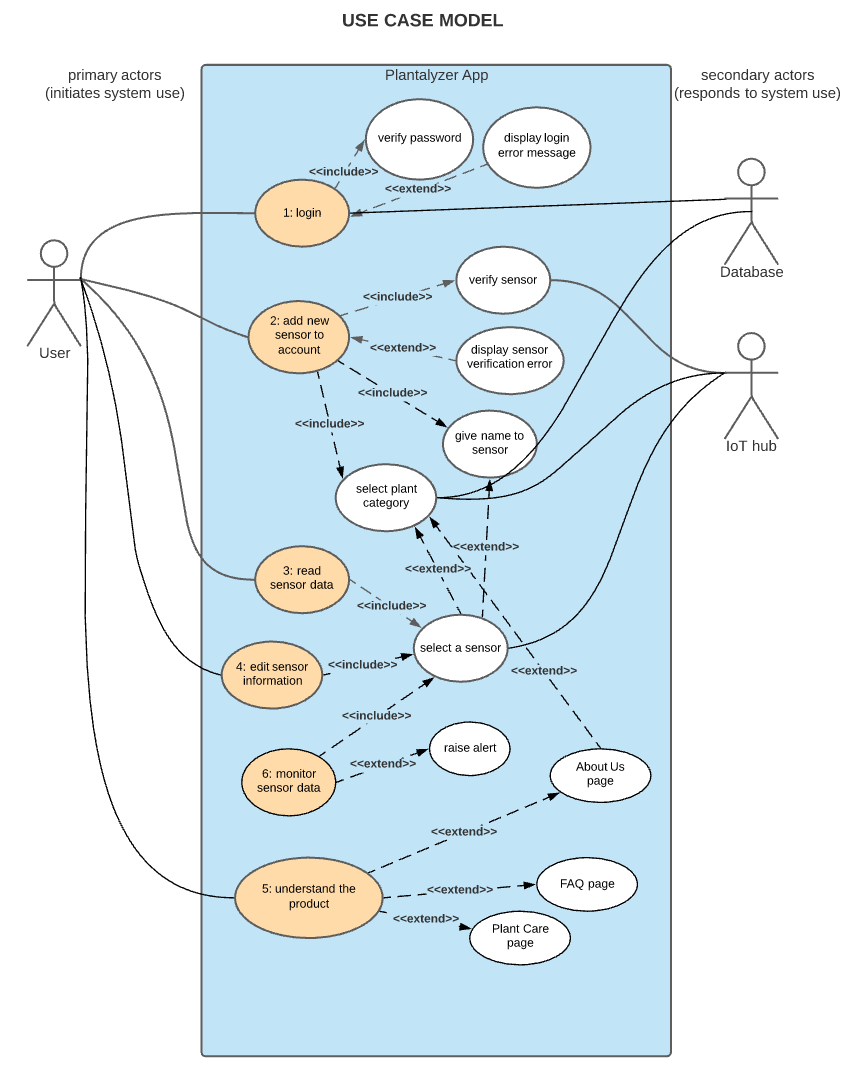 USE CASE MODEL
primary actors
(initiates system use)
Plantalyzer App
secondary actors
(responds to system use)
verify password
display login
error message
<<include>>
<<extend>>
1: login
Database
User
verify sensor
<<include>>
2: add new
sensor to
account
<<extend>>
display sensor
verification error
<<include>>
<<include>>
give name to
sensor
IoT hub
select plant
category
<<extend>>
<<extend>>
3: read
sensor data
<<include>>
select a sensor
4: edit sensor
information
<<include>>
<<extend>>
<<include>>
raise alert
<<extend>>
6: monitor
sensor data
About Us
page
<<extend>>
5: understand the
product
<<extend>>
FAQ page
<<extend>>
Plant Care
page